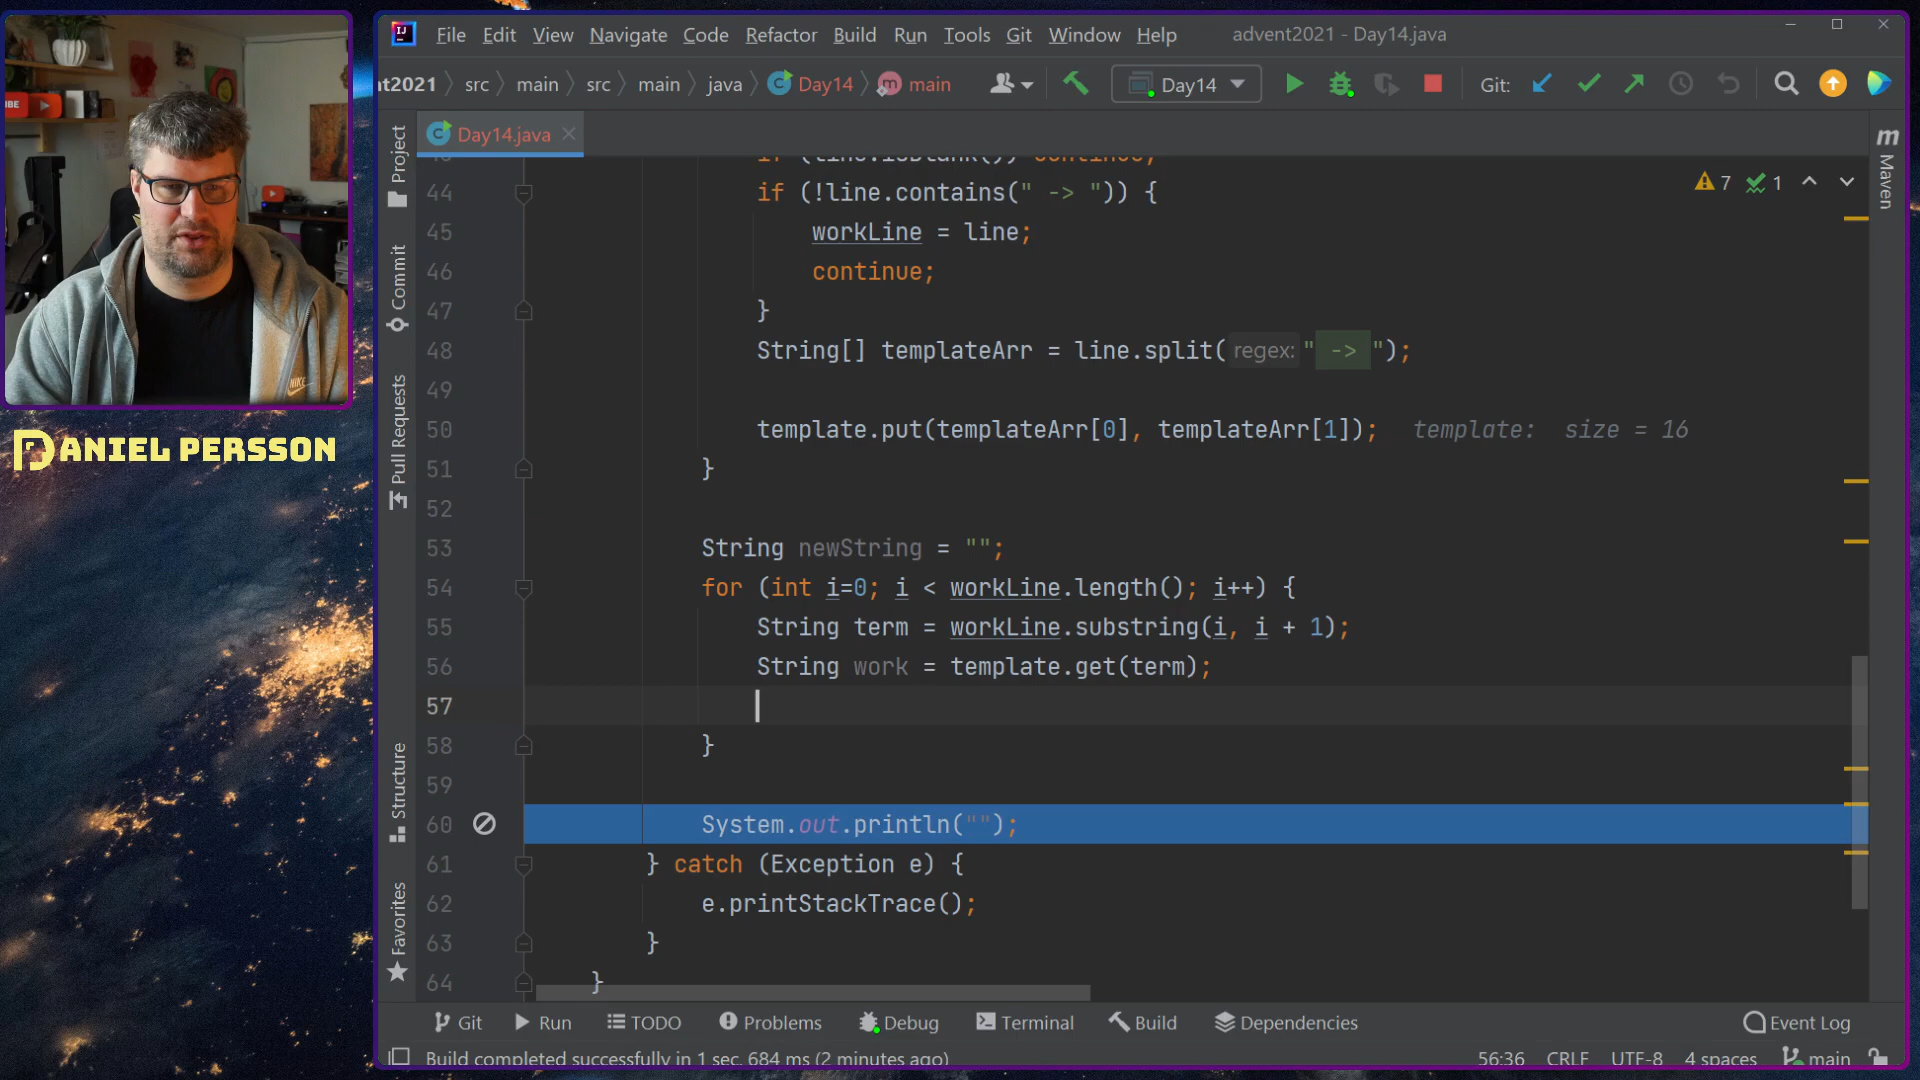 File Edit View Navigate Code Refactor Build Run Tools Git Window Help advent2021 - Day14.java
nt2021 src main src main java Day14 main Day14 Git:
Day14.java
Project
Commit
Pull Requests
Structure
Favorites
Maven
DANIEL PERSSON
7 1
44 if (!line.contains(" -> ")) {
45 workLine = line;
46 continue;
47 }
48 String[] templateArr = line.split( regex: " -> ");
49
50 template.put(templateArr[0], templateArr[1]); template: size = 16
51 }
52
53 String newString = "";
54 for (int i=0; i < workLine.length(); i++) {
55 String term = workLine.substring(i, i + 1);
56 String work = template.get(term);
57
58 }
59
60 System.out.println("");
61 } catch (Exception e) {
62 e.printStackTrace();
63 }
64 }
Git Run TODO Problems Debug Terminal Build Dependencies Event Log
Build completed successfully in 1 sec, 684 ms (2 minutes ago) 56:36 CRLF UTF-8 4 spaces main